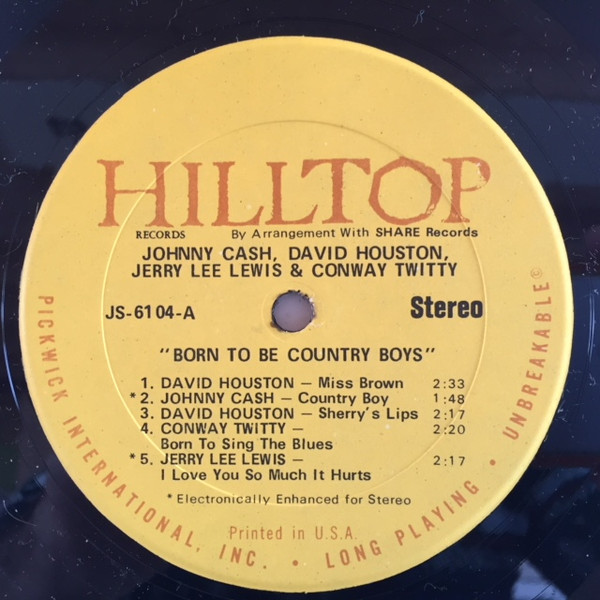 HILLTOP
RECORDS By Arrangement With SHARE Records
JOHNNY CASH, DAVID HOUSTON,
JERRY LEE LEWIS & CONWAY TWITTY
JS-6104-A Stereo
"BORN TO BE COUNTRY BOYS"
1. DAVID HOUSTON — Miss Brown 2:33
*2. JOHNNY CASH — Country Boy 1:48
3. DAVID HOUSTON — Sherry's Lips 2:17
4. CONWAY TWITTY — 2:20
Born To Sing The Blues
*5. JERRY LEE LEWIS — 2:17
I Love You So Much It Hurts
*Electronically Enhanced for Stereo
Printed in U.S.A.
PICKWICK INTERNATIONAL, INC. • LONG PLAYING • UNBREAKABLE®